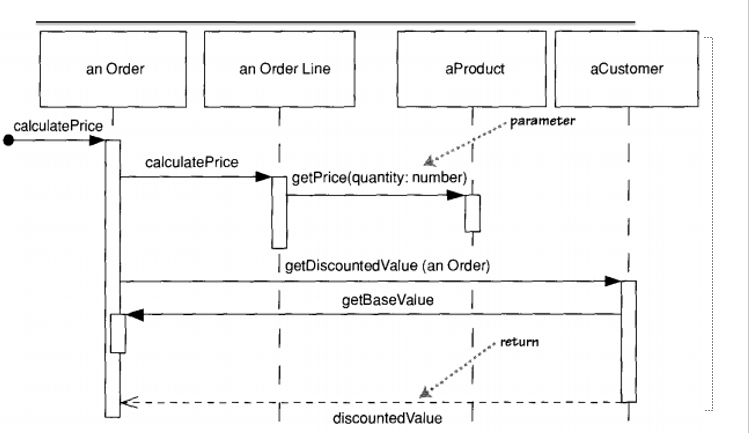 an Order
an Order Line
aProduct
aCustomer
calculatePrice
parameter
calculatePrice
getPrice(quantity: number)
getDiscountedValue (an Order)
getBaseValue
return
discountedValue